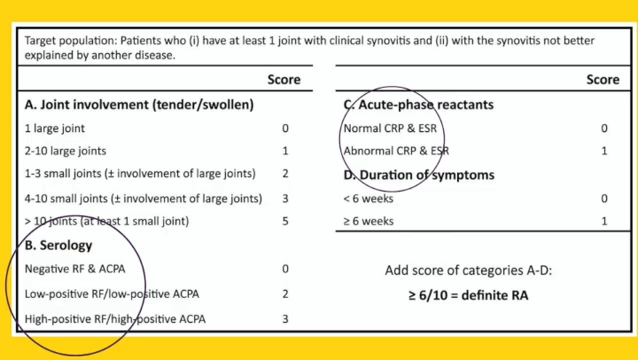 Target population: Patients who (i) have at least 1 joint with clinical synovitis and (ii) with the synovitis not better
explained by another disease.
Score
A. Joint involvement (tender/swollen)
1 large joint 0
2-10 large joints 1
1-3 small joints (± involvement of large joints) 2
4-10 small joints (± involvement of large joints) 3
> 10 joints (at least 1 small joint) 5
B. Serology
Negative RF & ACPA 0
Low-positive RF/low-positive ACPA 2
High-positive RF/high-positive ACPA 3
Score
C. Acute-phase reactants
Normal CRP & ESR 0
Abnormal CRP & ESR 1
D. Duration of symptoms
< 6 weeks 0
≥ 6 weeks 1
Add score of categories A-D:
≥ 6/10 = definite RA